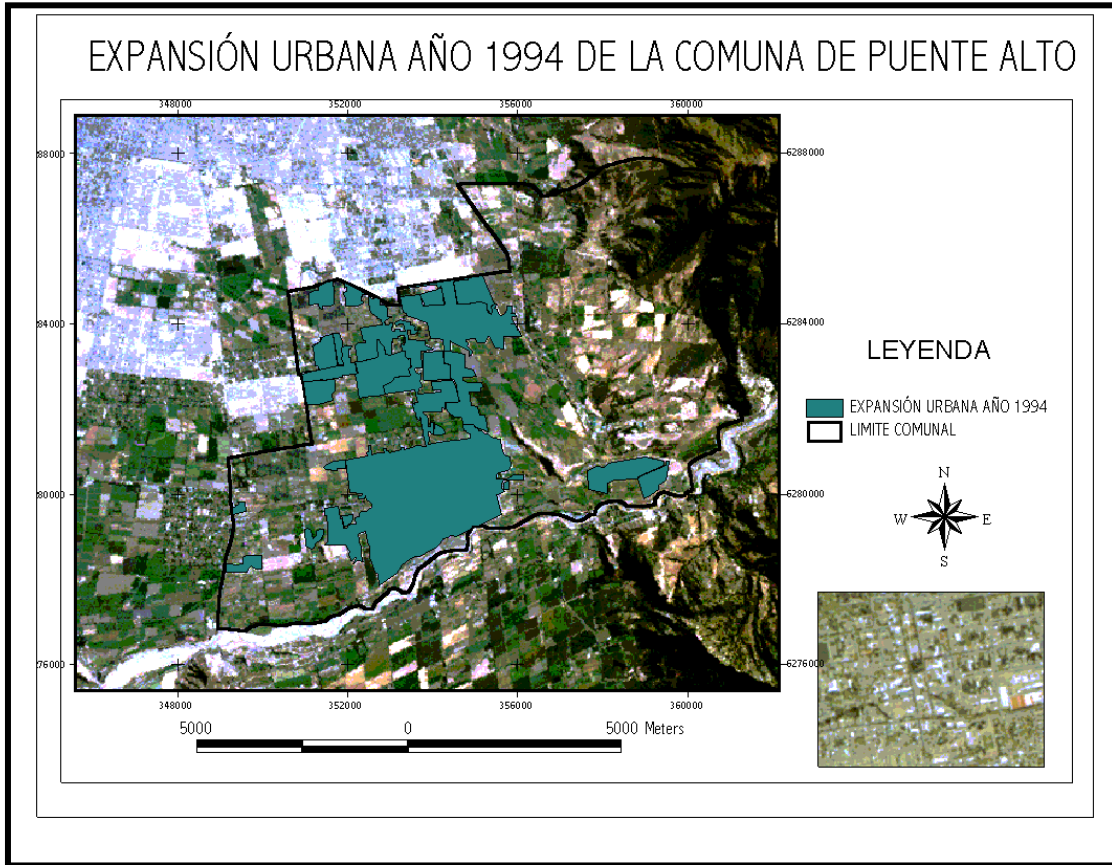 EXPANSIÓN URBANA AÑO 1994 DE LA COMUNA DE PUENTE ALTO
348000 352000 356000 360000
88000 6288000
84000 6284000
LEYENDA
EXPANSIÓN URBANA AÑO 1994
LIMITE COMUNAL
80000 6280000
N
W E
S
76000 6276000
348000 352000 356000 360000
5000 0 5000 Meters